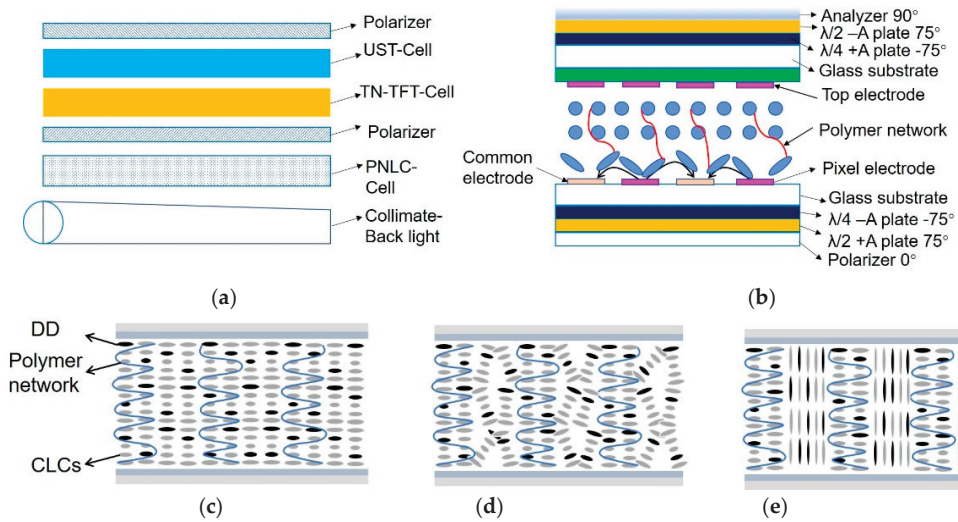 Polarizer
UST-Cell
TN-TFT-Cell
Polarizer
PNLC-
Cell
Collimate-
Back light
(a)
Analyzer 90°
λ/2 –A plate 75°
λ/4 +A plate -75°
Glass substrate
Top electrode
Polymer network
Common
electrode
Pixel electrode
Glass substrate
λ/4 –A plate -75°
λ/2 +A plate 75°
Polarizer 0°
(b)
DD
Polymer
network
CLCs
(c)
(d)
(e)